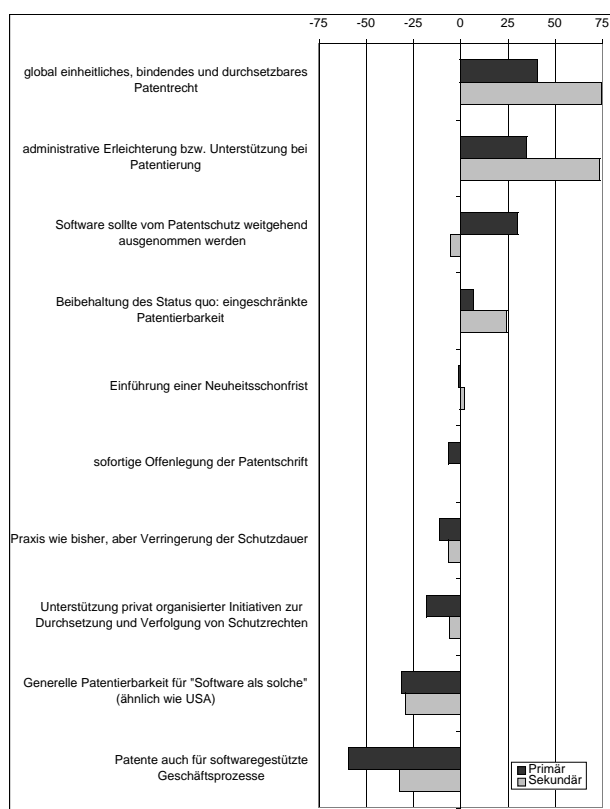 -75 -50 -25 0 25 50 75
global einheitliches, bindendes und durchsetzbares
Patentrecht
administrative Erleichterung bzw. Unterstützung bei
Patentierung
Software sollte vom Patentschutz weitgehend
ausgenommen werden
Beibehaltung des Status quo: eingeschränkte
Patentierbarkeit
Einführung einer Neuheitsschonfrist
sofortige Offenlegung der Patentschrift
Praxis wie bisher, aber Verringerung der Schutzdauer
Unterstützung privat organisierter Initiativen zur
Durchsetzung und Verfolgung von Schutzrechten
Generelle Patentierbarkeit für "Software als solche"
(ähnlich wie USA)
Patente auch für softwaregestützte
Geschäftsprozesse
Primär
Sekundär